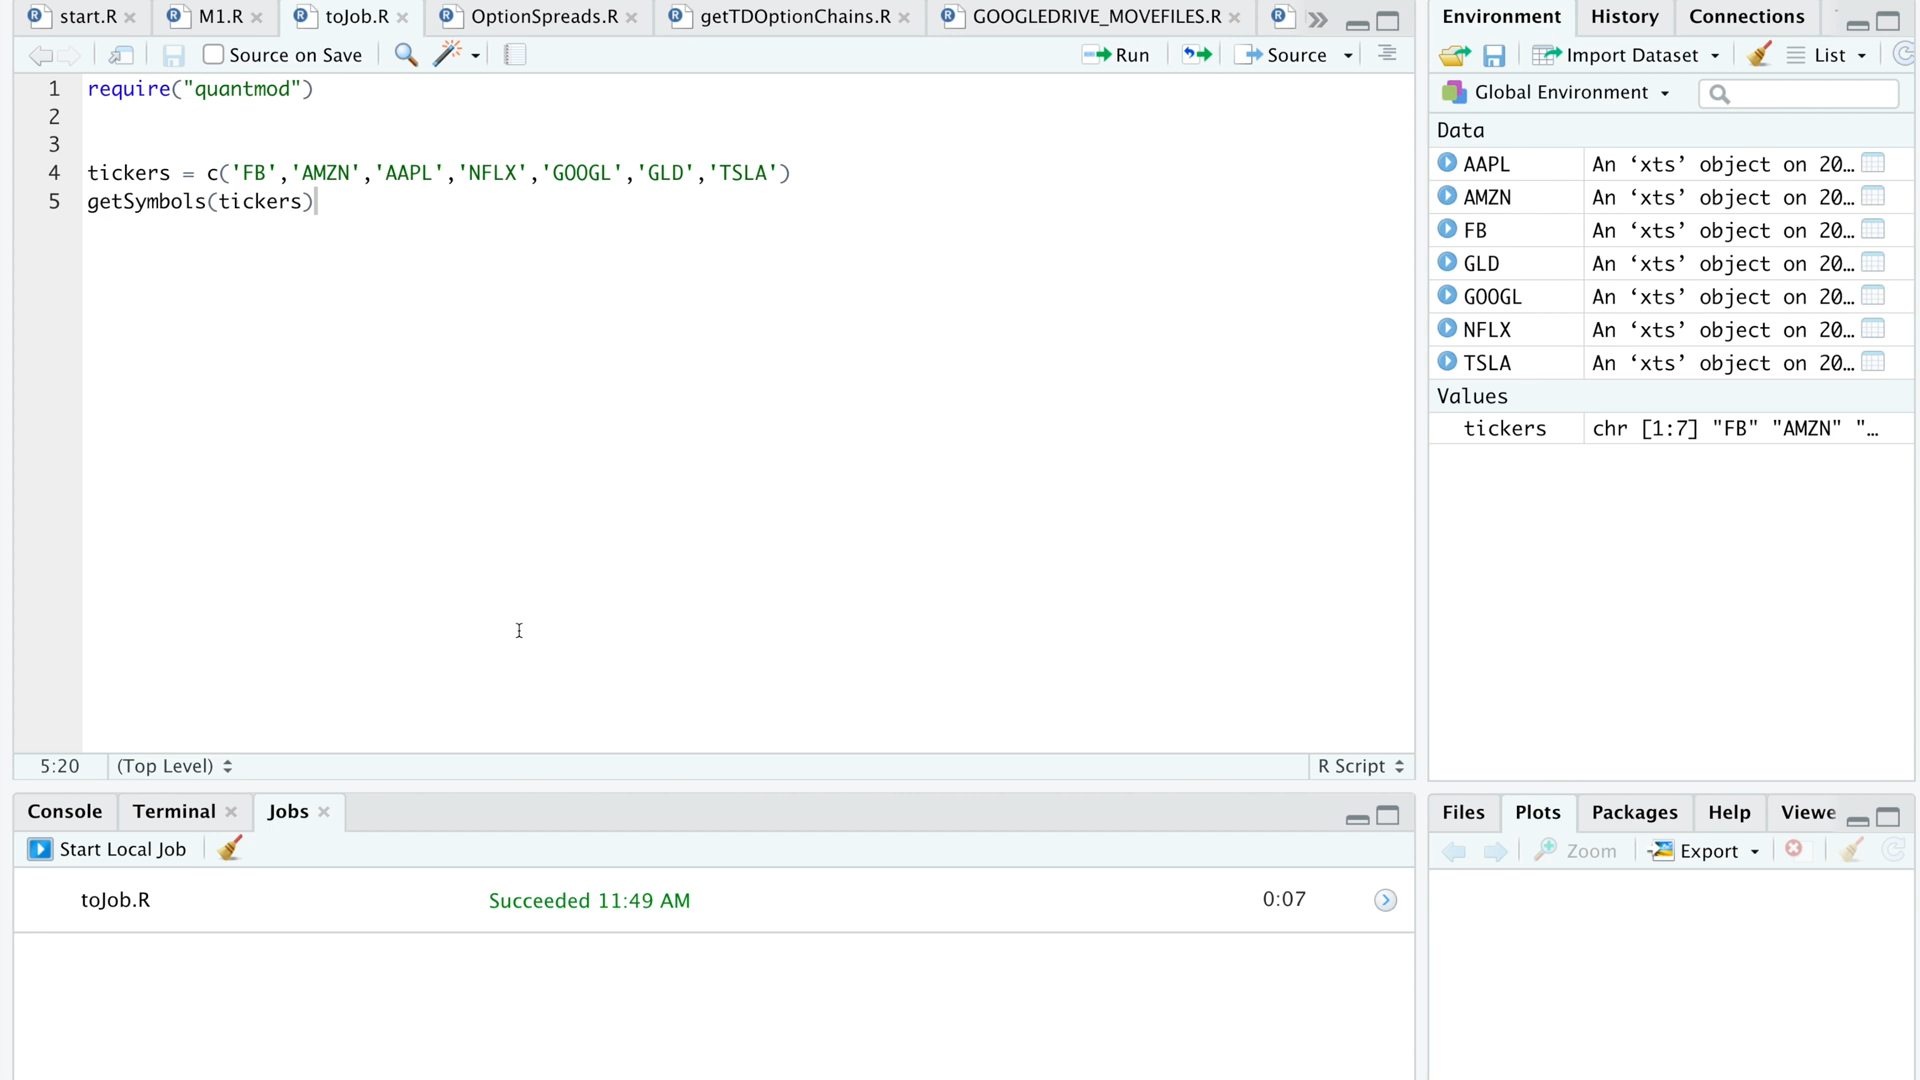 start.R M1.R toJob.R OptionSpreads.R getTDOptionChains.R GOOGLEDRIVE_MOVEFILES.R
Source on Save Run Source
1 require("quantmod")
2
3
4 tickers = c('FB','AMZN','AAPL','NFLX','GOOGL','GLD','TSLA')
5 getSymbols(tickers)
5:20 (Top Level) R Script
Console Terminal Jobs
Start Local Job
toJob.R Succeeded 11:49 AM 0:07
Environment History Connections
Import Dataset List
Global Environment
Data
AAPL An ‘xts’ object on 20…
AMZN An ‘xts’ object on 20…
FB An ‘xts’ object on 20…
GLD An ‘xts’ object on 20…
GOOGL An ‘xts’ object on 20…
NFLX An ‘xts’ object on 20…
TSLA An ‘xts’ object on 20…
Values
tickers chr [1:7] "FB" "AMZN" "…
Files Plots Packages Help Viewe
Zoom Export